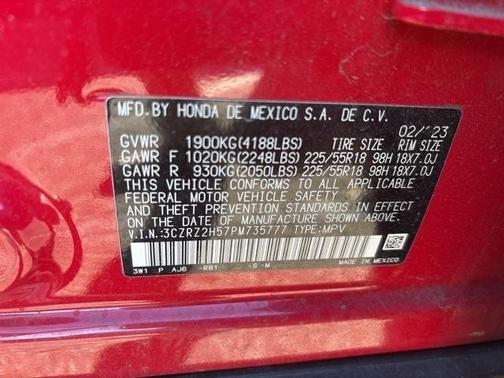 MFD.BY HONDA DE MEXICO S.A. DE C.V.
02/'23
GVWR 1900KG(4188LBS) TIRE SIZE RIM SIZE
GAWR F 1020KG(2248LBS) 225/55R18 98H 18X7.0J
GAWR R 930KG(2050LBS) 225/55R18 98H 18X7.0J
THIS VEHICLE CONFORMS TO ALL APPLICABLE
FEDERAL MOTOR VEHICLE SAFETY
STANDARDS IN EFFECT ON THE DATE OF
MANUFACTURE SHOWN ABOVE.
V.I.N.:3CZRZ2H57PM735777 TYPE:MPV
3W1 P AJ6 -RB1 -S-M
MADE IN MEXICO